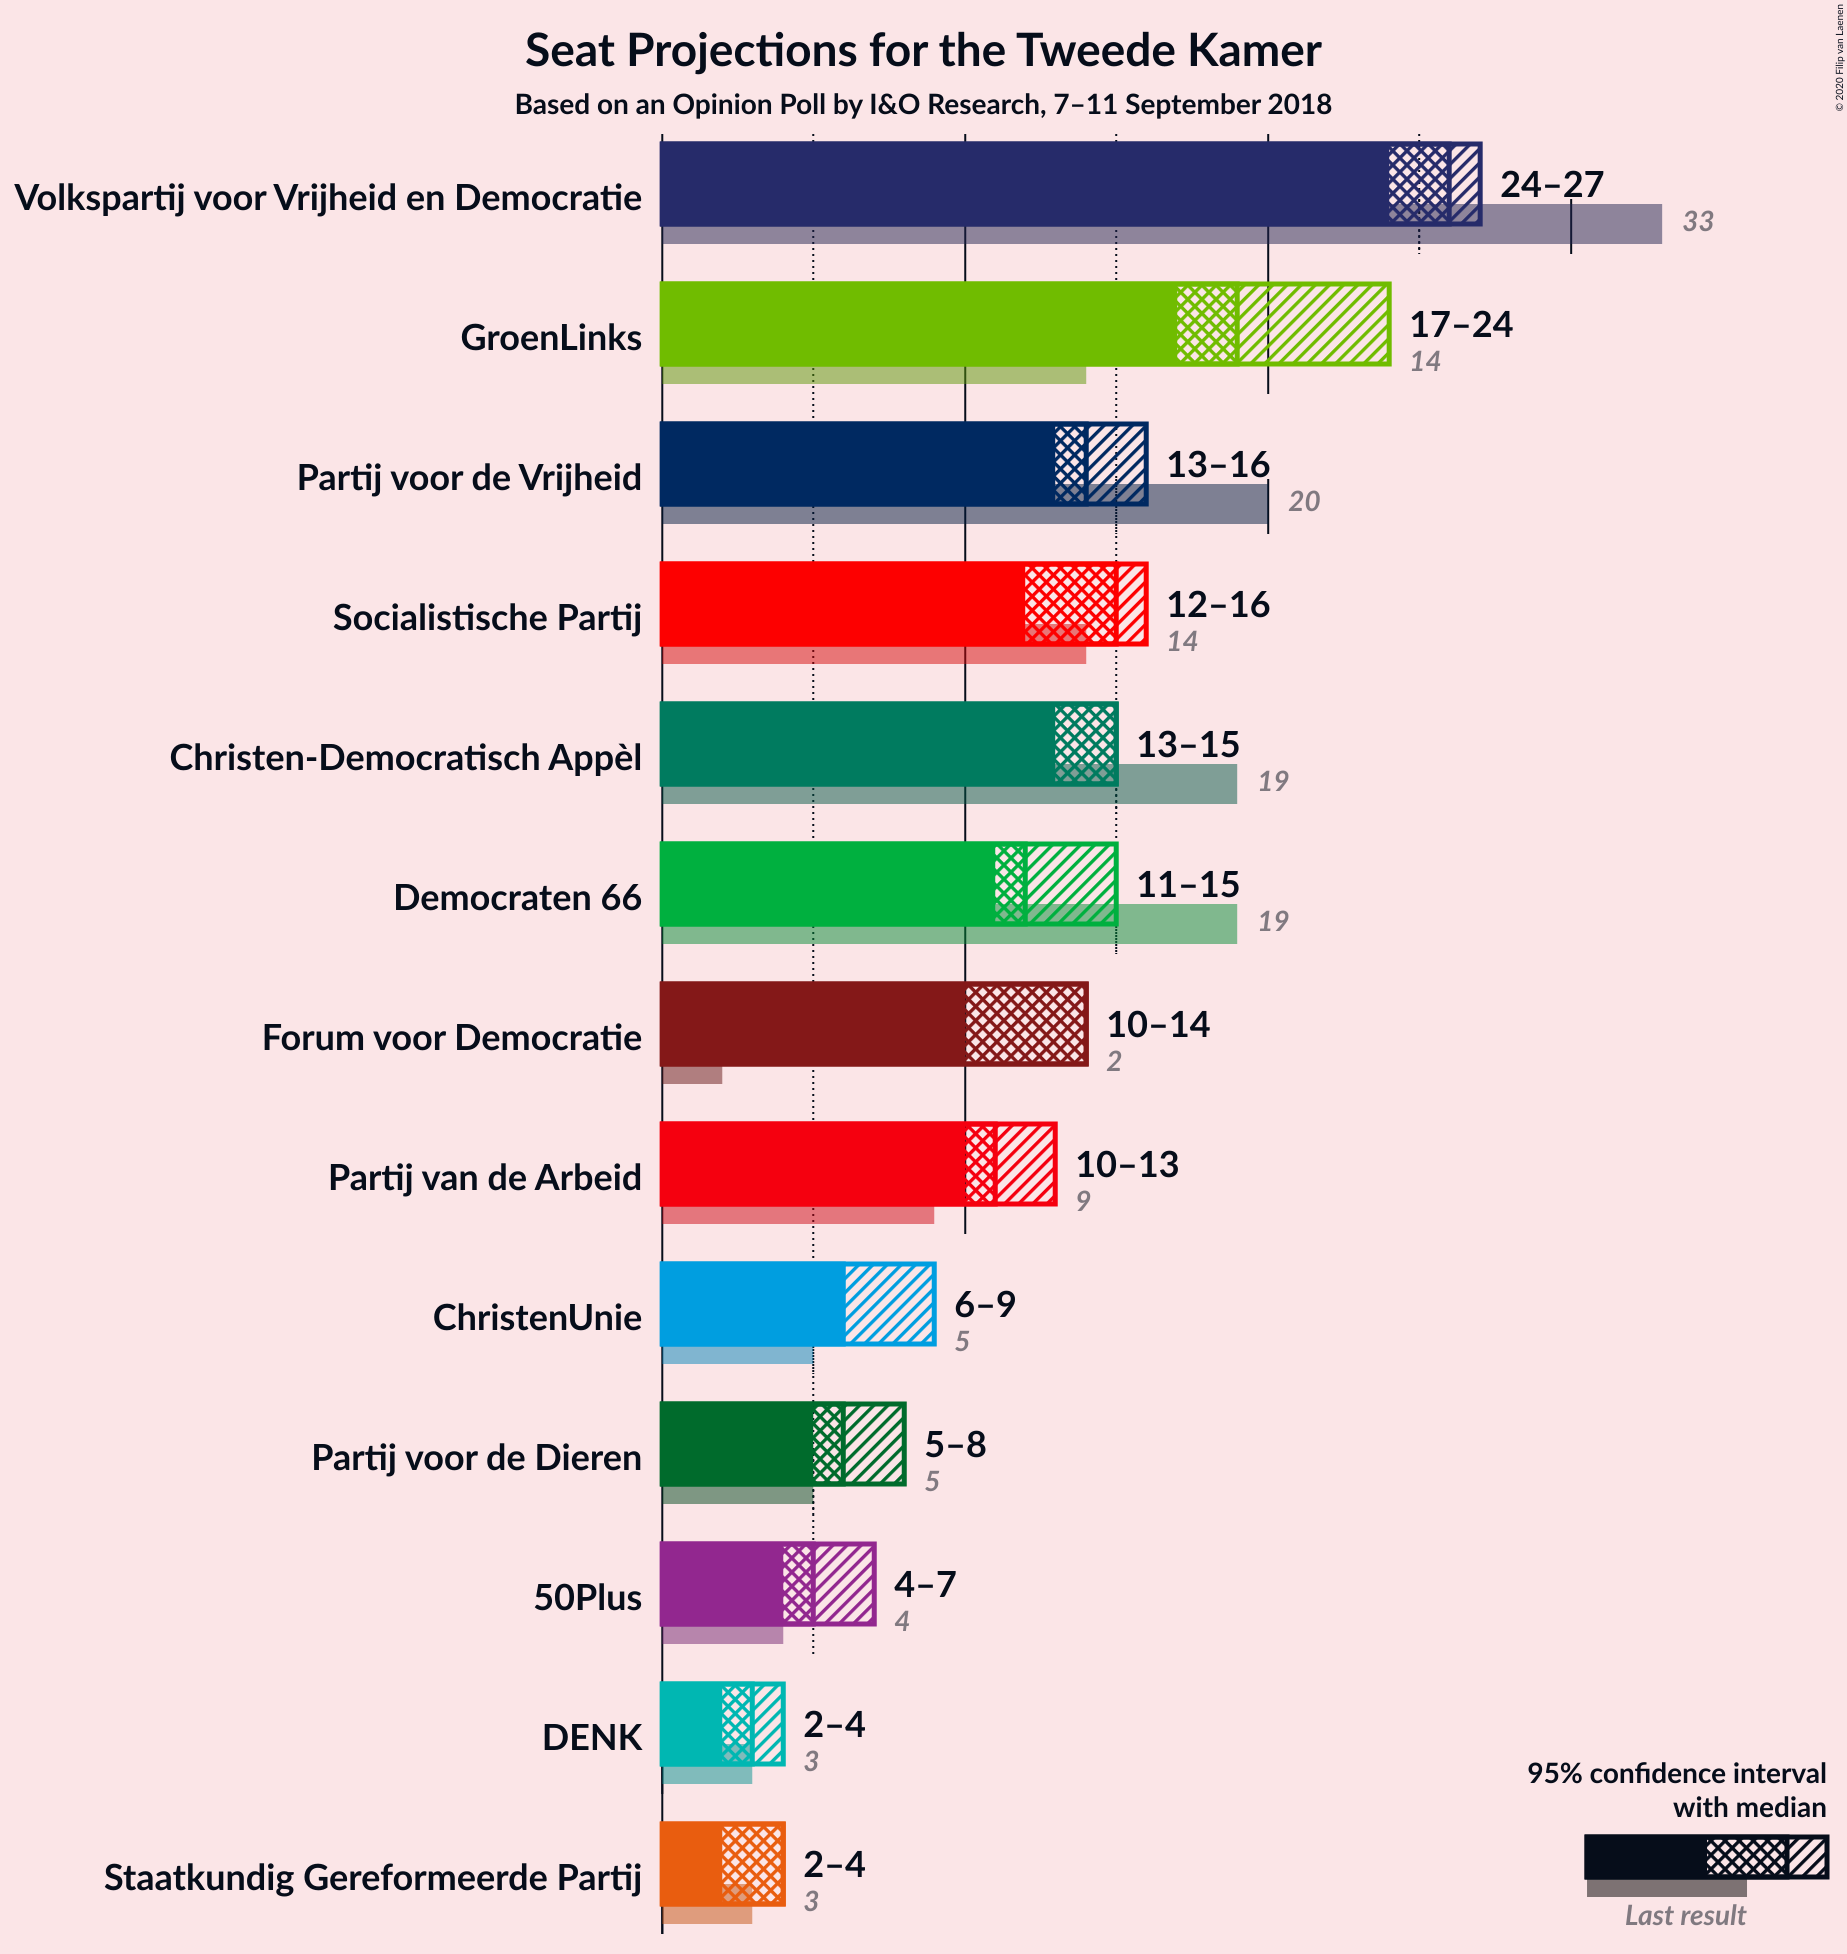 Seat Projections for the Tweede Kamer
Based on an Opinion Poll by I&O Research, 7–11 September 2018
© 2020 Filip van Laenen
Volkspartij voor Vrijheid en Democratie
24–27
33
GroenLinks
17–24
14
Partij voor de Vrijheid
13–16
20
Socialistische Partij
12–16
14
Christen-Democratisch Appèl
13–15
19
Democraten 66
11–15
19
Forum voor Democratie
10–14
2
Partij van de Arbeid
10–13
9
ChristenUnie
6–9
5
Partij voor de Dieren
5–8
5
50Plus
4–7
4
DENK
2–4
3
Staatkundig Gereformeerde Partij
2–4
3
95% confidence interval
with median
Last result